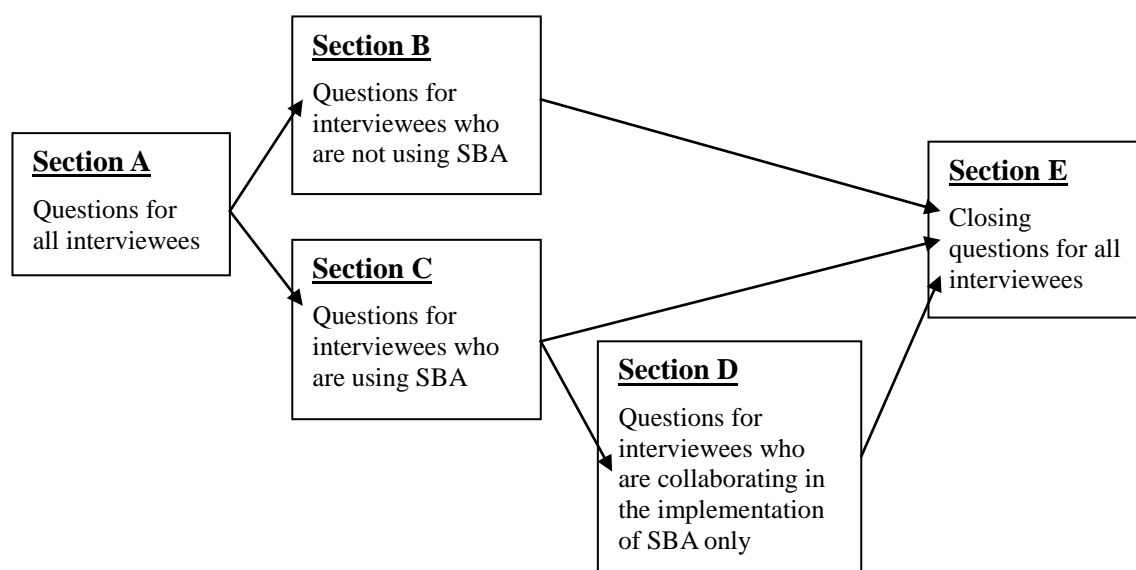 Section A
Questions for
all interviewees
Section B
Questions for
interviewees who
are not using SBA
Section C
Questions for
interviewees who
are using SBA
Section D
Questions for
interviewees who
are collaborating in
the implementation
of SBA only
Section E
Closing
questions for all
interviewees